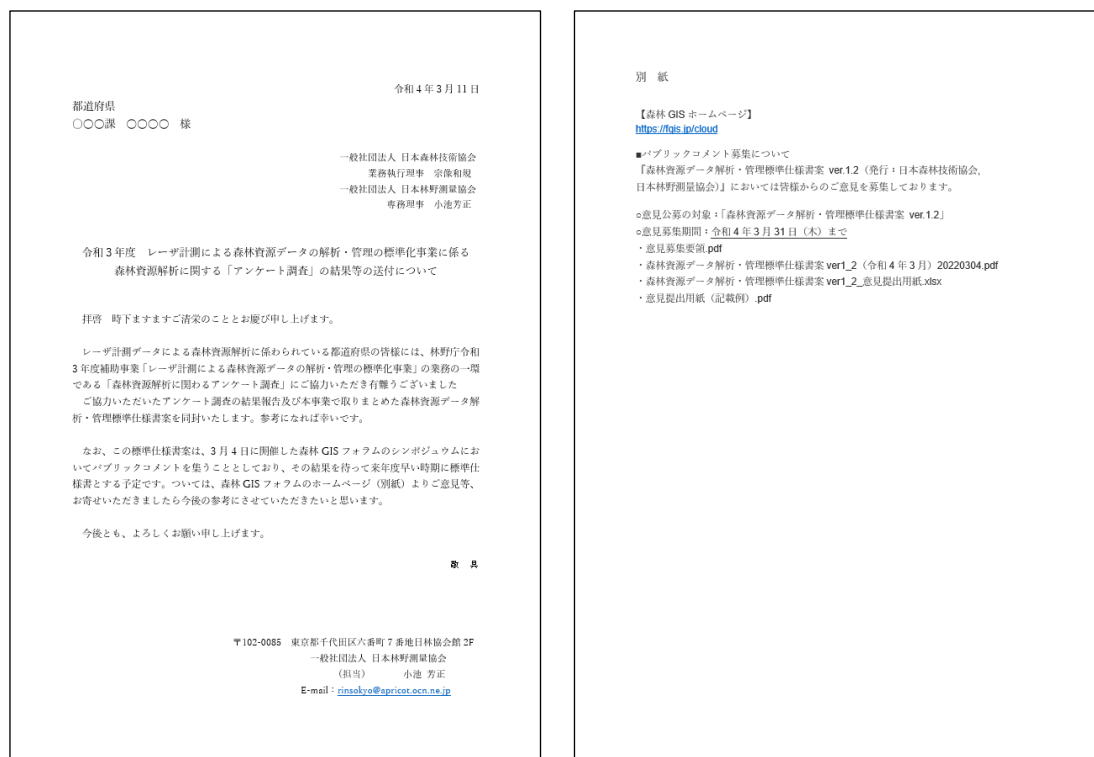 令和 4 年 3 月 11 日
都道府県
○○○課　○○○○　様
一般社団法人 日本森林技術協会
業務執行理事　宗像和規
一般社団法人 日本林野測量協会
専務理事　小池芳正
令和 3 年度　レーザ計測による森林資源データの解析・管理の標準化事業に係る
森林資源解析に関する「アンケート調査」の結果等の送付について
拝啓　時下ますますご清栄のこととお慶び申し上げます。
レーザ計測データによる森林資源解析に係わられている都道府県の皆様には、林野庁令和
3 年度補助事業「レーザ計測による森林資源データの解析・管理の標準化事業」の業務の一環
である「森林資源解析に関わるアンケート調査」にご協力いただき有難うございました
ご協力いただいたアンケート調査の結果報告及び本事業で取りまとめた森林資源データ解
析・管理標準仕様書案を同封いたします。参考になれば幸いです。
なお、この標準仕様書案は、3 月 4 日に開催した森林 GIS フォラムのシンポジュウムにお
いてパブリックコメントを集うこととしており、その結果を待って来年度早い時期に標準仕
様書とする予定です。ついては、森林 GIS フォラムのホームページ（別紙）よりご意見等、
お寄せいただきましたら今後の参考にさせていただきたいと思います。
今後とも、よろしくお願い申し上げます。
敬　具
〒102-0085　東京都千代田区六番町 7 番地日林協会館 2F
一般社団法人 日本林野測量協会
（担当）　小池 芳正
E-mail：rinsokyo@apricot.ocn.ne.jp
別　紙
【森林 GIS ホームページ】
https://fgis.jp/cloud
■パブリックコメント募集について
『森林資源データ解析・管理標準仕様書案 ver.1.2（発行：日本森林技術協会,
日本林野測量協会）』においては皆様からのご意見を募集しております。
○意見公募の対象：「森林資源データ解析・管理標準仕様書案 ver.1.2」
○意見募集期間：令和 4 年 3 月 31 日（木）まで
・意見募集要領.pdf
・森林資源データ解析・管理標準仕様書案 ver1_2（令和 4 年 3 月）20220304.pdf
・森林資源データ解析・管理標準仕様書案 ver1_2_意見提出用紙.xlsx
・意見提出用紙（記載例）.pdf